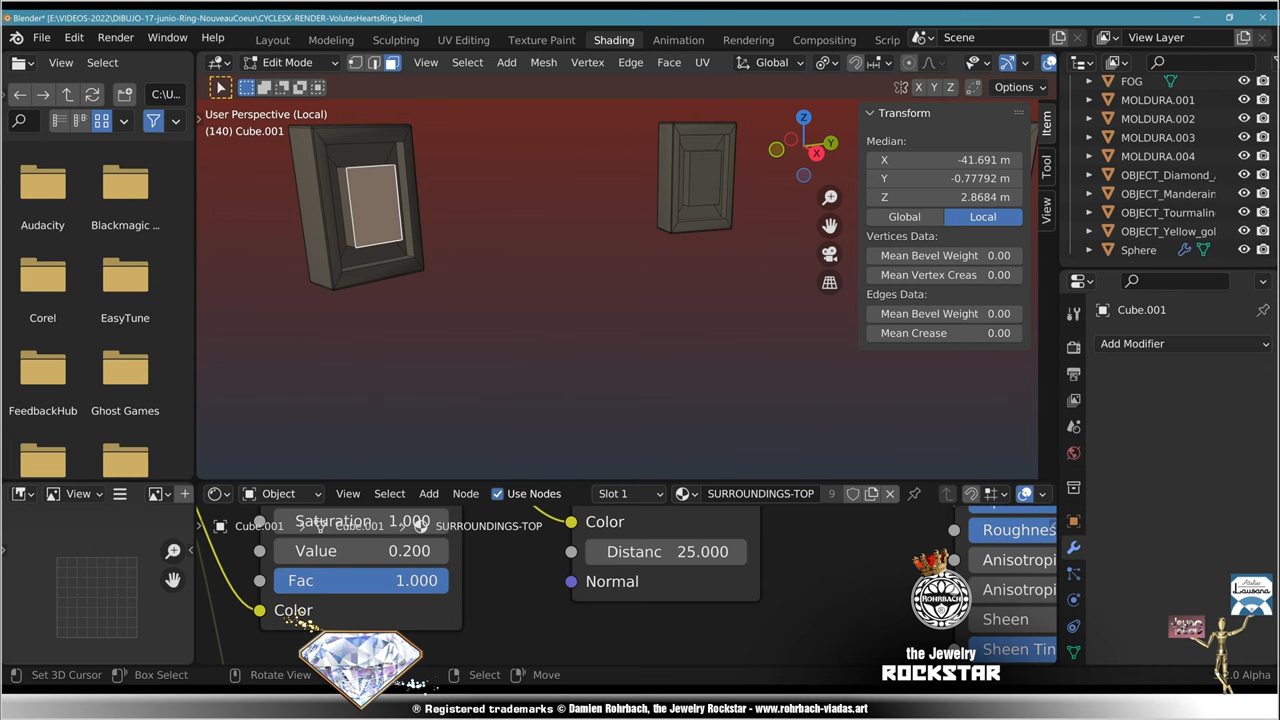 Blender* [E:\VIDEOS-2022\DIBUJO-17-junio-Ring-NouveauCoeur\CYCLESX-RENDER-VolutesHeartsRing.blend]
File Edit Render Window Help Layout Modeling Sculpting UV Editing Texture Paint Shading Animation Rendering Compositing Scrip Scene View Layer
View Select Edit Mode View Select Add Mesh Vertex Edge Face UV Global
C:\U... X Y Z Options
User Perspective (Local)
(140) Cube.001
Audacity Blackmagic ...
Corel EasyTune
FeedbackHub Ghost Games
Z Y X
Transform
Median:
X -41.691 m
Y -0.77792 m
Z 2.8684 m
Global Local
Vertices Data:
Mean Bevel Weight 0.00
Mean Vertex Creas 0.00
Edges Data:
Mean Bevel Weight 0.00
Mean Crease 0.00
Item
Tool
View
FOG
MOLDURA.001
MOLDURA.002
MOLDURA.003
MOLDURA.004
OBJECT_Diamond_
OBJECT_Manderain
OBJECT_Tourmalin
OBJECT_Yellow_gol
Sphere
Cube.001
Add Modifier
View Object View Select Add Node Use Nodes Slot 1 SURROUNDINGS-TOP 9
Saturation 1.000
Cube.001 Cube.001 SURROUNDINGS-TOP
Value 0.200
Fac 1.000
Color
Color
Distanc 25.000
Normal
Roughness
Anisotropi
Anisotropi
Sheen
Sheen Tin
ROHRBACH
Atelier
Lausana
the Jewelry
ROCKSTAR
Set 3D Cursor Box Select Rotate View Select Move .0 Alpha
® Registered trademarks © Damien Rohrbach, the Jewelry Rockstar - www.rohrbach-viadas.art